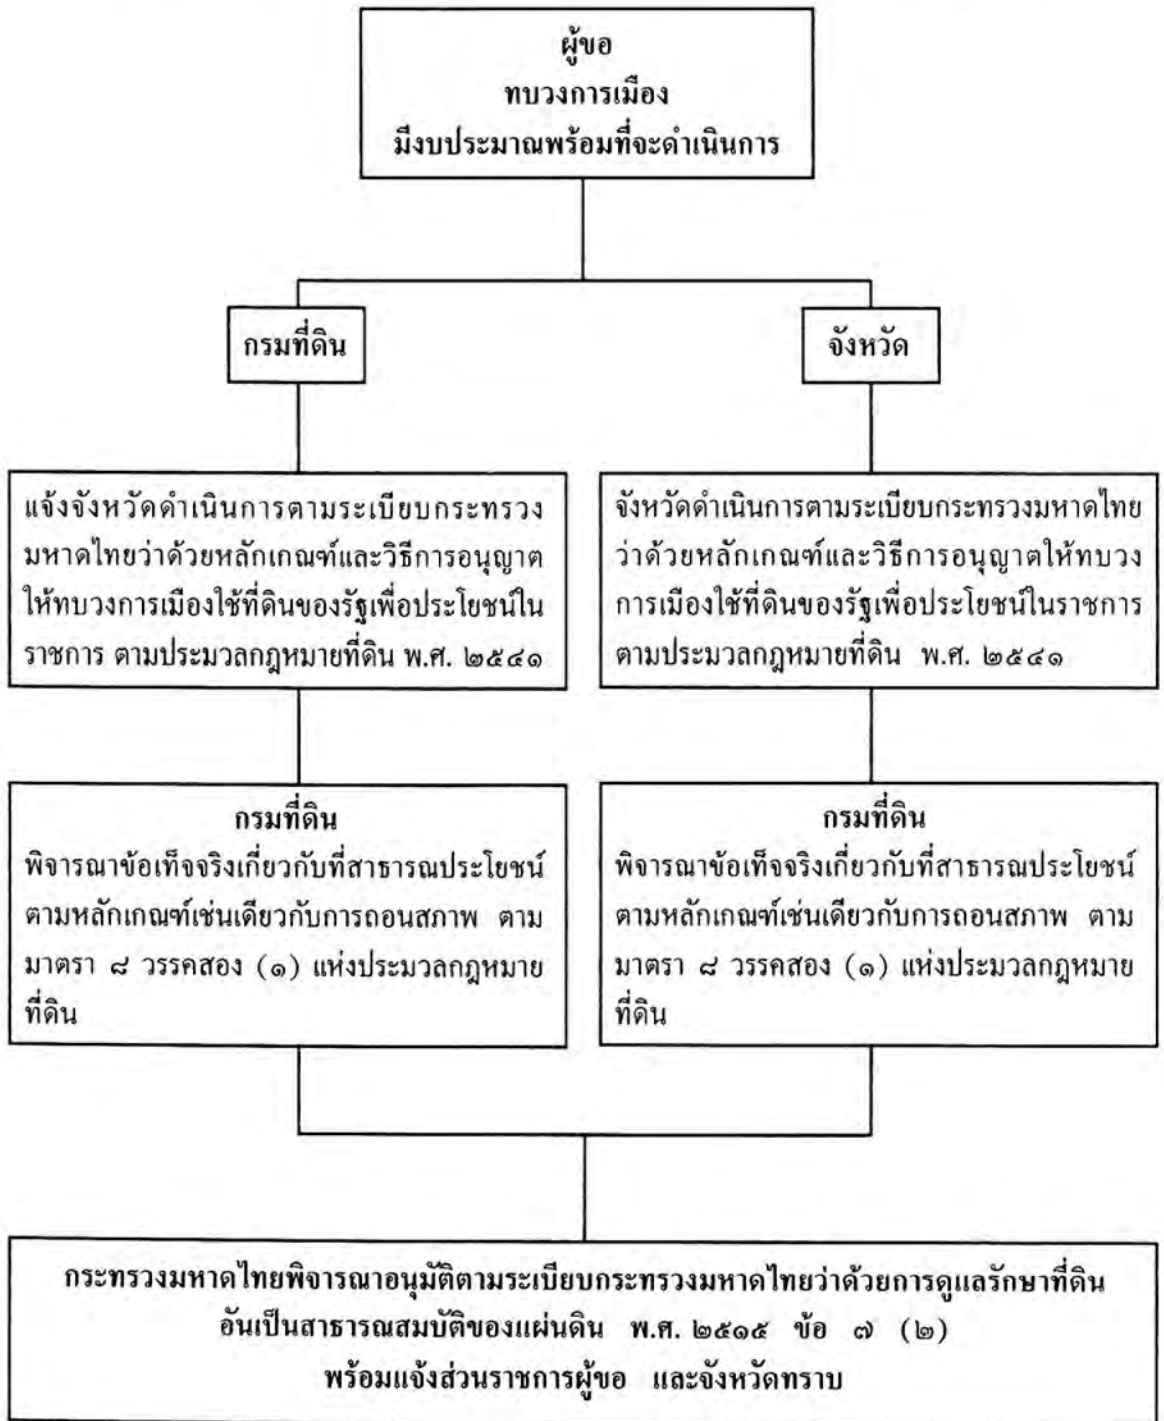 ผู้ขอ
ทบวงการเมือง
มีงบประมาณพร้อมที่จะดำเนินการ
กรมที่ดิน
จังหวัด
แจ้งจังหวัดดำเนินการตามระเบียบกระทรวง
มหาดไทยว่าด้วยหลักเกณฑ์และวิธีการอนุญาต
ให้ทบวงการเมืองใช้ที่ดินของรัฐเพื่อประโยชน์ใน
ราชการ ตามประมวลกฎหมายที่ดิน พ.ศ. ๒๕๔๑
จังหวัดดำเนินการตามระเบียบกระทรวงมหาดไทย
ว่าด้วยหลักเกณฑ์และวิธีการอนุญาตให้ทบวง
การเมืองใช้ที่ดินของรัฐเพื่อประโยชน์ในราชการ
ตามประมวลกฎหมายที่ดิน พ.ศ. ๒๕๔๑
กรมที่ดิน
พิจารณาข้อเท็จจริงเกี่ยวกับที่สาธารณประโยชน์
ตามหลักเกณฑ์เช่นเดียวกับการถอนสภาพ ตาม
มาตรา ๘ วรรคสอง (๑) แห่งประมวลกฎหมาย
ที่ดิน
กรมที่ดิน
พิจารณาข้อเท็จจริงเกี่ยวกับที่สาธารณประโยชน์
ตามหลักเกณฑ์เช่นเดียวกับการถอนสภาพ ตาม
มาตรา ๘ วรรคสอง (๑) แห่งประมวลกฎหมาย
ที่ดิน
กระทรวงมหาดไทยพิจารณาอนุมัติตามระเบียบกระทรวงมหาดไทยว่าด้วยการดูแลรักษาที่ดิน
อันเป็นสาธารณสมบัติของแผ่นดิน พ.ศ. ๒๕๑๕ ข้อ ๗ (๒)
พร้อมแจ้งส่วนราชการผู้ขอ และจังหวัดทราบ